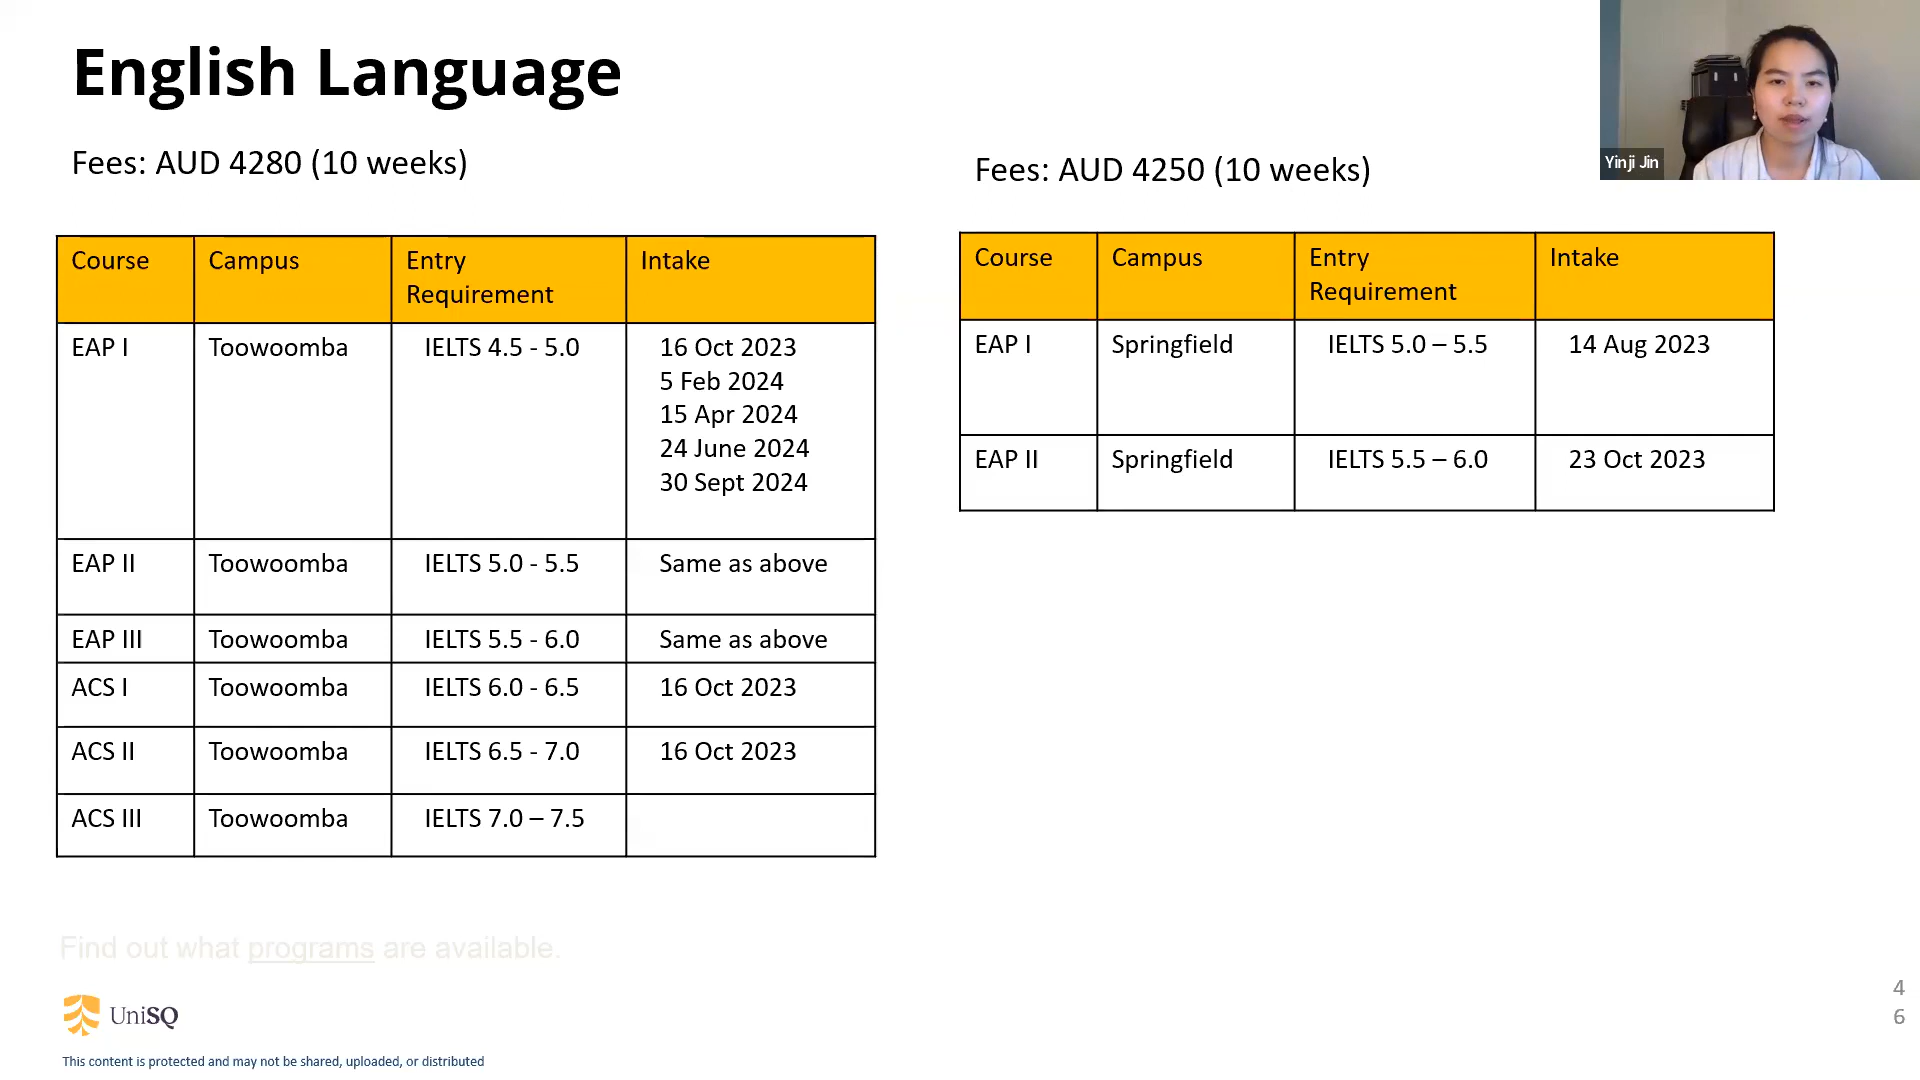 English Language
Fees: AUD 4280 (10 weeks)
Course Campus Entry Requirement Intake
EAP I Toowoomba IELTS 4.5 - 5.0 16 Oct 2023
5 Feb 2024
15 Apr 2024
24 June 2024
30 Sept 2024
EAP II Toowoomba IELTS 5.0 - 5.5 Same as above
EAP III Toowoomba IELTS 5.5 - 6.0 Same as above
ACS I Toowoomba IELTS 6.0 - 6.5 16 Oct 2023
ACS II Toowoomba IELTS 6.5 - 7.0 16 Oct 2023
ACS III Toowoomba IELTS 7.0 – 7.5
Fees: AUD 4250 (10 weeks)
Course Campus Entry Requirement Intake
EAP I Springfield IELTS 5.0 – 5.5 14 Aug 2023
EAP II Springfield IELTS 5.5 – 6.0 23 Oct 2023
Yinji Jin
Find out what programs are available.
UniSQ
This content is protected and may not be shared, uploaded, or distributed
4
6